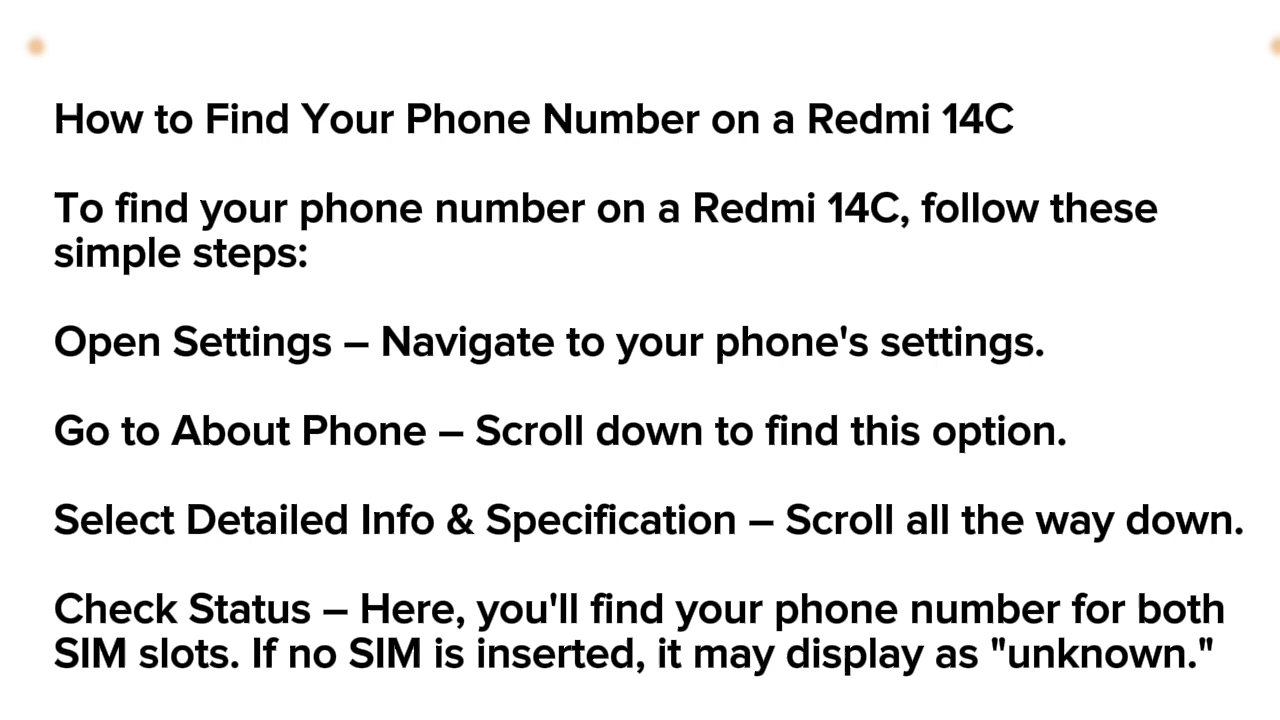 How to Find Your Phone Number on a Redmi 14C
To find your phone number on a Redmi 14C, follow these
simple steps:
Open Settings – Navigate to your phone's settings.
Go to About Phone – Scroll down to find this option.
Select Detailed Info & Specification – Scroll all the way down.
Check Status – Here, you'll find your phone number for both
SIM slots. If no SIM is inserted, it may display as "unknown."